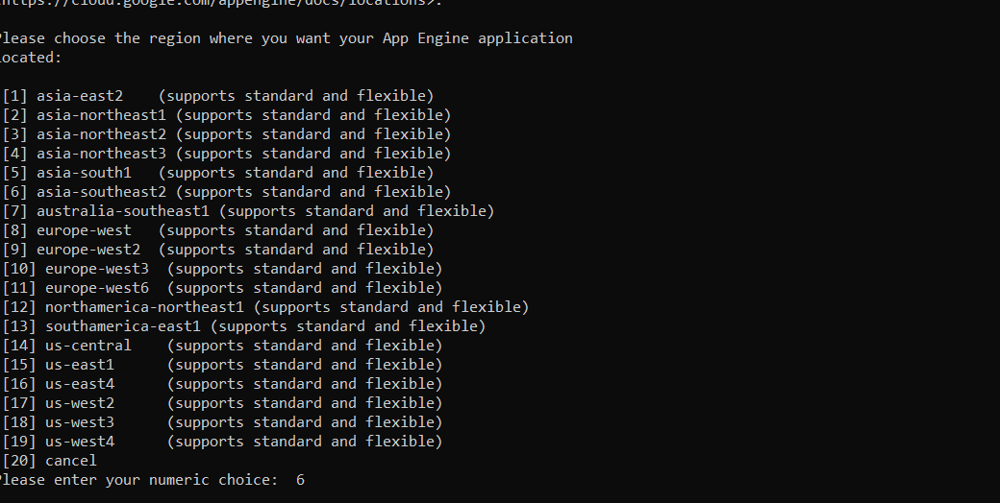 https://cloud.google.com/appengine/docs/locations>.
Please choose the region where you want your App Engine application
located:
[1] asia-east2    (supports standard and flexible)
[2] asia-northeast1 (supports standard and flexible)
[3] asia-northeast2 (supports standard and flexible)
[4] asia-northeast3 (supports standard and flexible)
[5] asia-south1   (supports standard and flexible)
[6] asia-southeast2 (supports standard and flexible)
[7] australia-southeast1 (supports standard and flexible)
[8] europe-west   (supports standard and flexible)
[9] europe-west2  (supports standard and flexible)
[10] europe-west3  (supports standard and flexible)
[11] europe-west6  (supports standard and flexible)
[12] northamerica-northeast1 (supports standard and flexible)
[13] southamerica-east1 (supports standard and flexible)
[14] us-central    (supports standard and flexible)
[15] us-east1      (supports standard and flexible)
[16] us-east4      (supports standard and flexible)
[17] us-west2      (supports standard and flexible)
[18] us-west3      (supports standard and flexible)
[19] us-west4      (supports standard and flexible)
[20] cancel
Please enter your numeric choice:  6